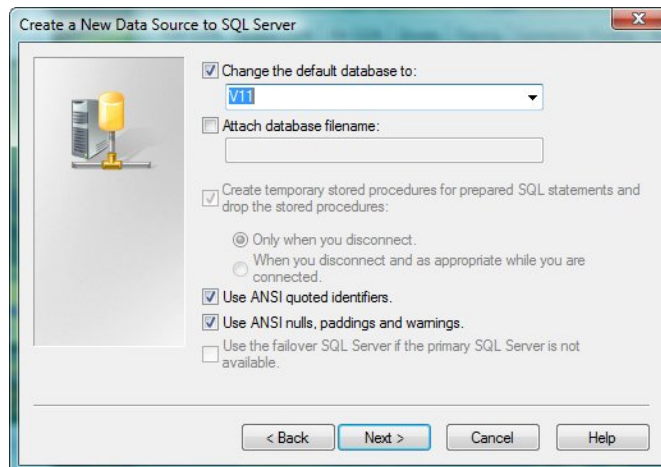 Create a New Data Source to SQL Server
Change the default database to:
V11
Attach database filename:
Create temporary stored procedures for prepared SQL statements and
drop the stored procedures:
Only when you disconnect.
When you disconnect and as appropriate while you are
connected.
Use ANSI quoted identifiers.
Use ANSI nulls, paddings and warnings.
Use the failover SQL Server if the primary SQL Server is not
available.
< Back
Next >
Cancel
Help